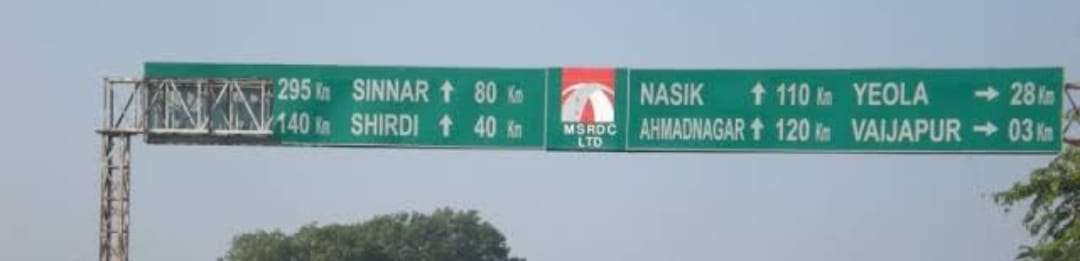 295 Km SINNAR ↑ 80 Km
140 Km SHIRDI ↑ 40 Km
MSRDC
LTD
NASIK ↑ 110 Km YEOLA → 28 Km
AHMADNAGAR ↑ 120 Km VAIJAPUR → 03 Km